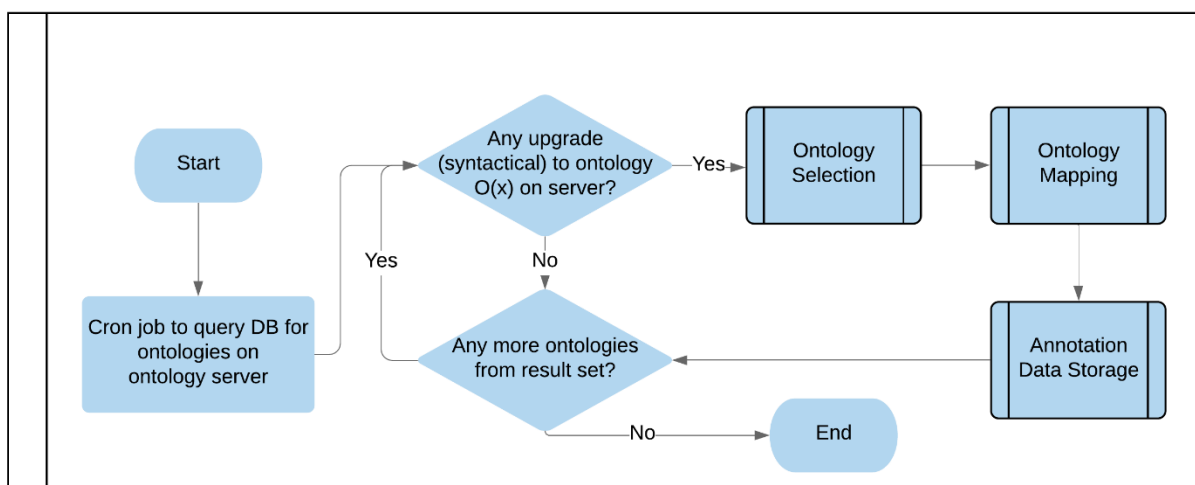 Start
Cron job to query DB for
ontologies on
ontology server
Any upgrade
(syntactical) to ontology
O(x) on server?
Yes
Ontology
Selection
Ontology
Mapping
Annotation
Data Storage
No
Yes
Any more ontologies
from result set?
No
End